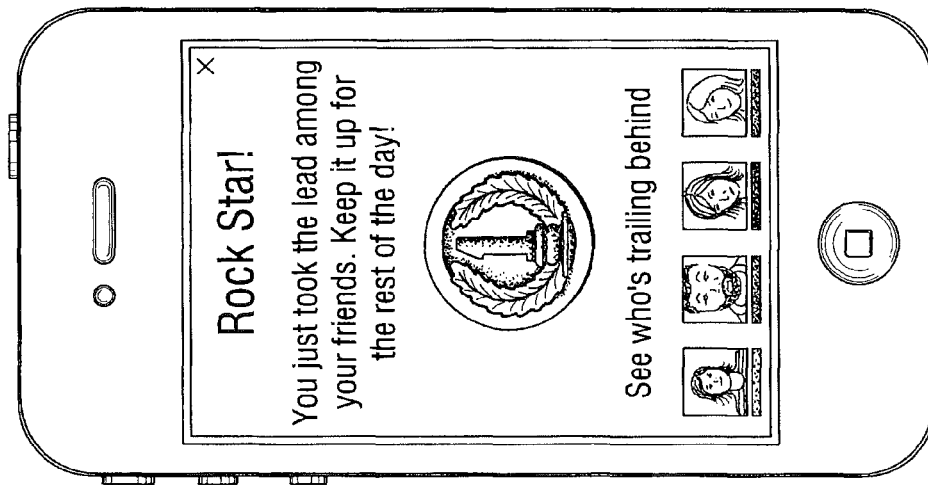 Rock Star!
You just took the lead among
your friends. Keep it up for
the rest of the day!
1
See who's trailing behind